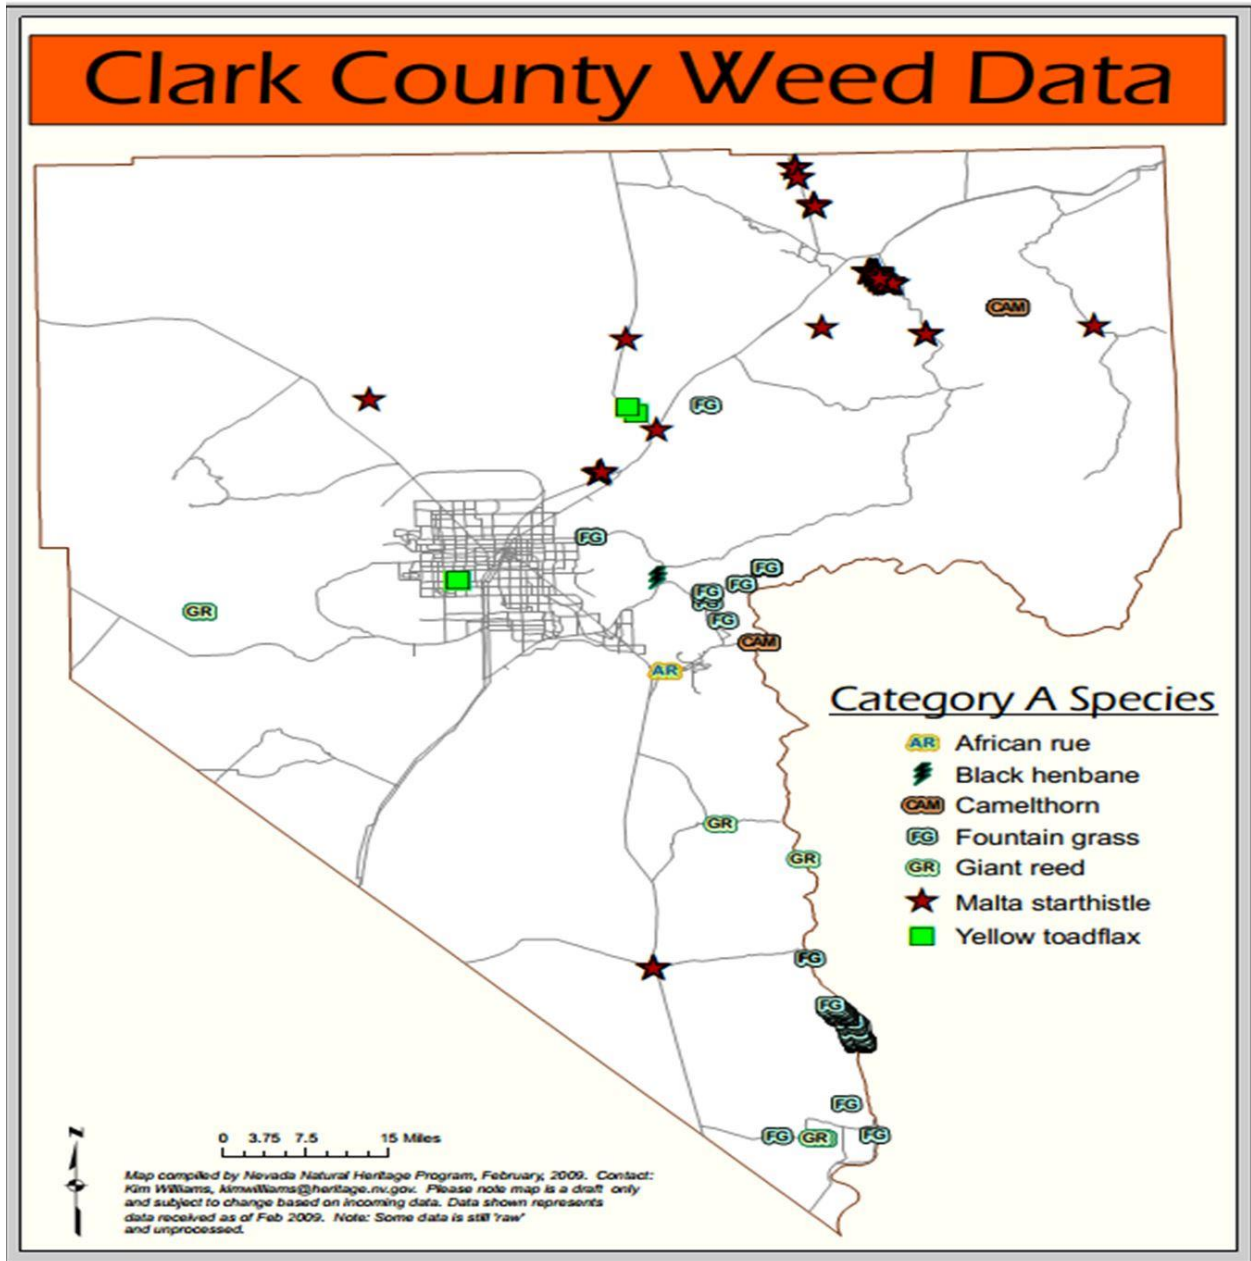 Clark County Weed Data
CAM
FG
FG
FG
FG
FG
FG
FG
GR
CAM
AR
Category A Species
AR African rue
Black henbane
CAM Camelthorn
FG Fountain grass
GR Giant reed
Malta starthistle
Yellow toadflax
GR
GR
FG
FG
FG
FG GR FG
N
0 3.75 7.5 15 Miles
Map compiled by Nevada Natural Heritage Program, February, 2009. Contact:
Kim Williams, kimwilliams@heritage.nv.gov. Please note map is a draft only
and subject to change based on incoming data. Data shown represents
data received as of Feb 2009. Note: Some data is still 'raw'
and unprocessed.